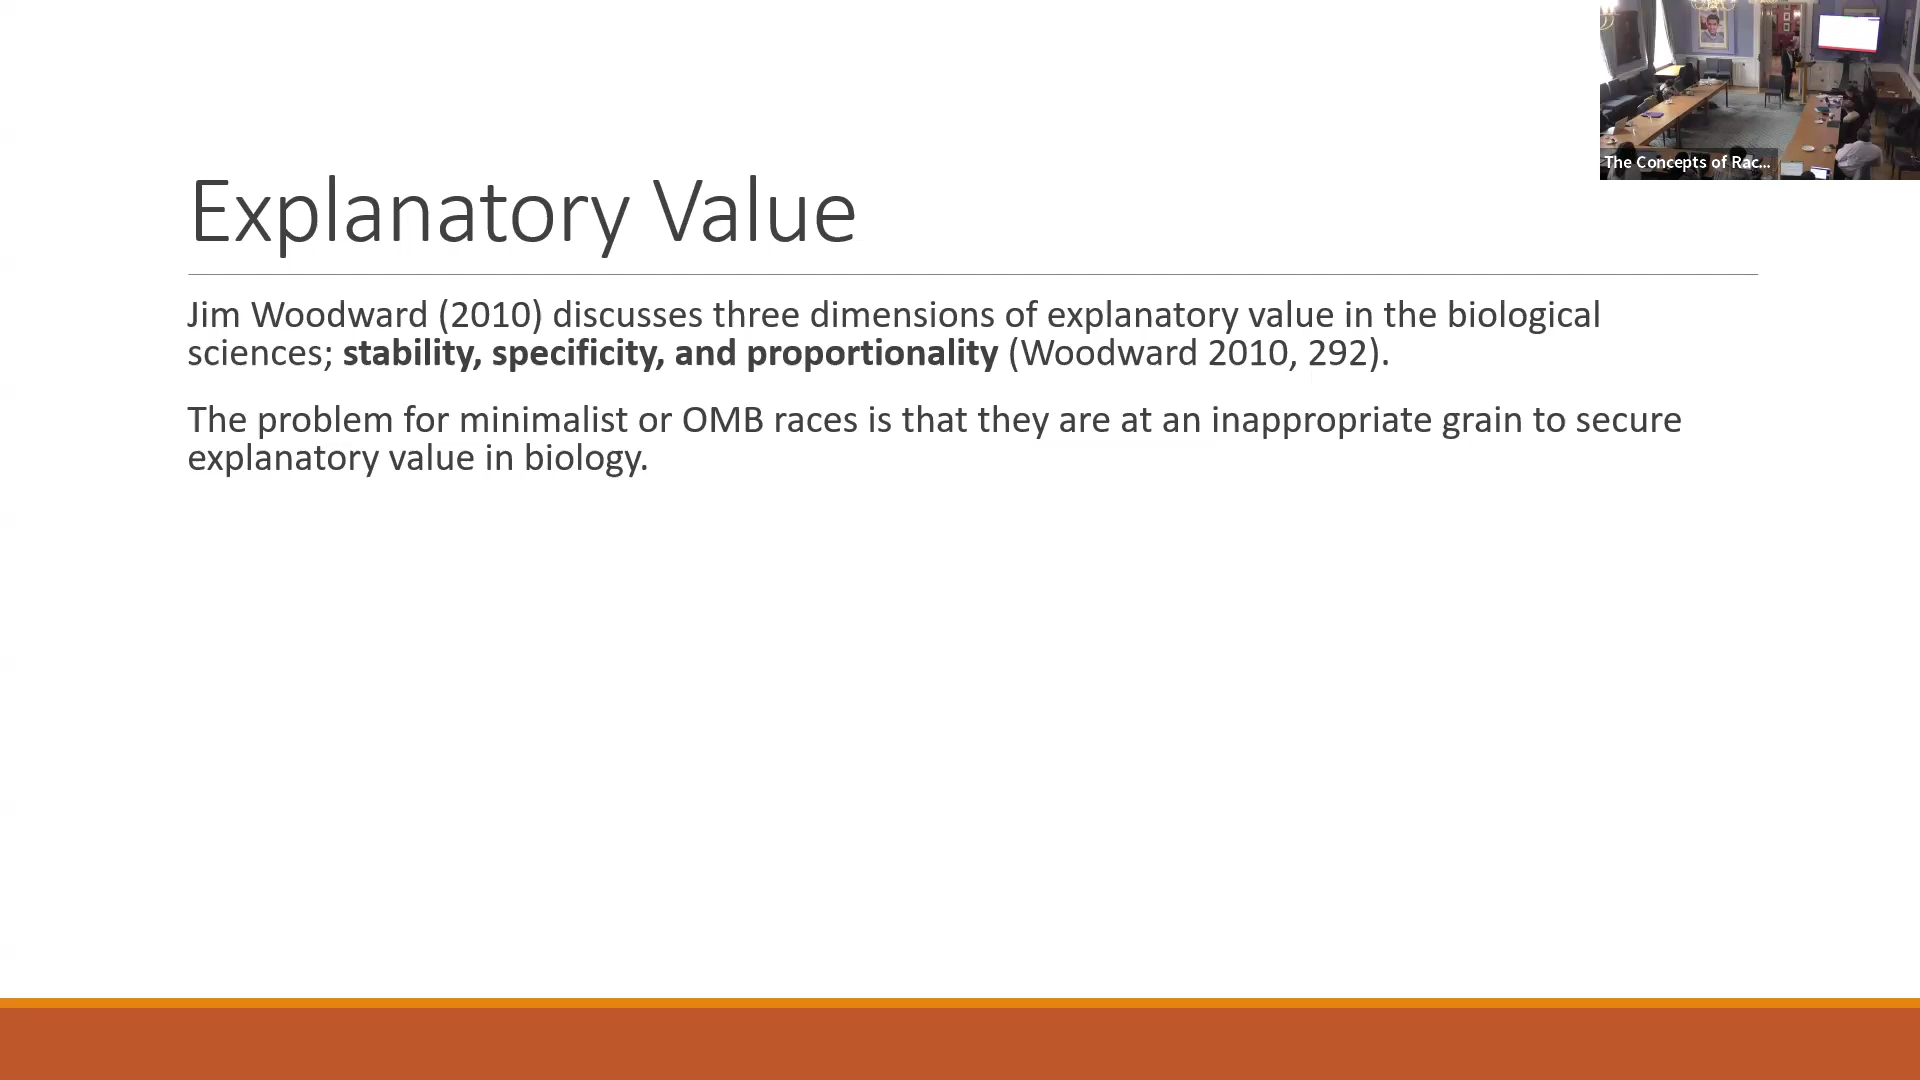 The Concepts of Rac...
Explanatory Value
Jim Woodward (2010) discusses three dimensions of explanatory value in the biological
sciences; stability, specificity, and proportionality (Woodward 2010, 292).
The problem for minimalist or OMB races is that they are at an inappropriate grain to secure
explanatory value in biology.